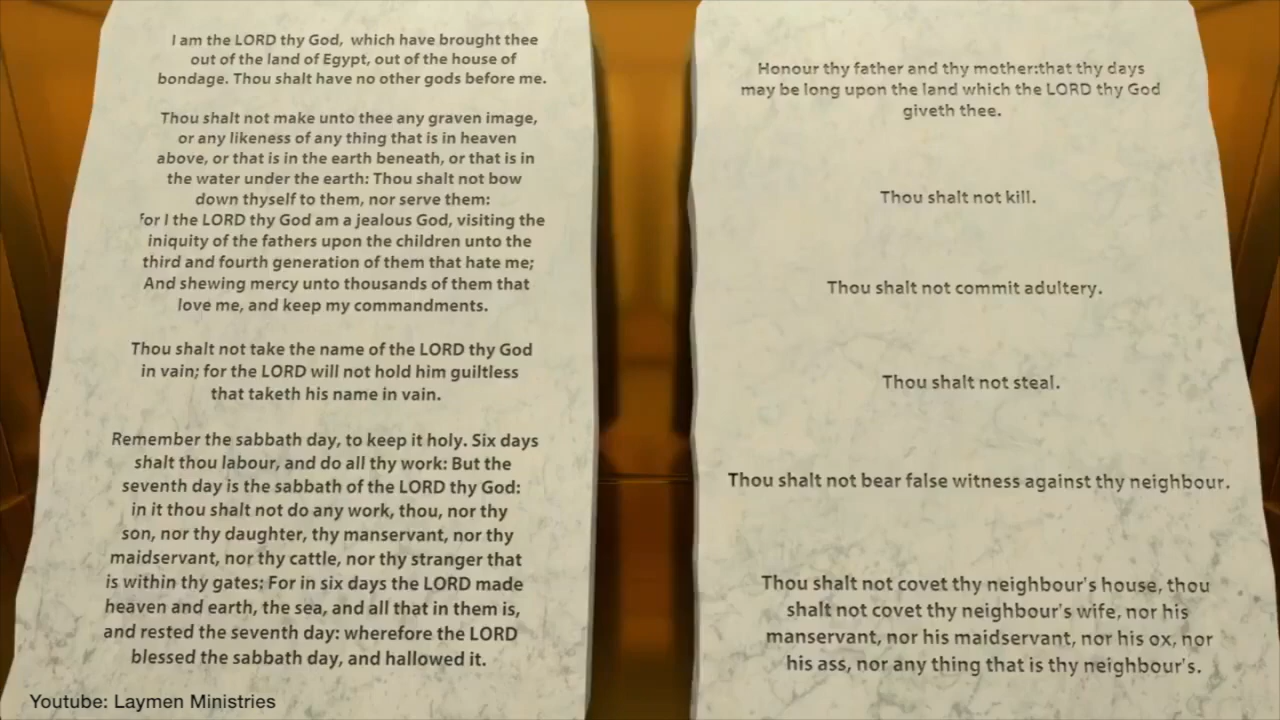 I am the LORD thy God, which have brought thee
out of the land of Egypt, out of the house of
bondage. Thou shalt have no other gods before me.
Thou shalt not make unto thee any graven image,
or any likeness of any thing that is in heaven
above, or that is in the earth beneath, or that is in
the water under the earth: Thou shalt not bow
down thyself to them, nor serve them:
for I the LORD thy God am a jealous God, visiting the
iniquity of the fathers upon the children unto the
third and fourth generation of them that hate me;
And shewing mercy unto thousands of them that
love me, and keep my commandments.
Thou shalt not take the name of the LORD thy God
in vain; for the LORD will not hold him guiltless
that taketh his name in vain.
Remember the sabbath day, to keep it holy. Six days
shalt thou labour, and do all thy work: But the
seventh day is the sabbath of the LORD thy God:
in it thou shalt not do any work, thou, nor thy
son, nor thy daughter, thy manservant, nor thy
maidservant, nor thy cattle, nor thy stranger that
is within thy gates: For in six days the LORD made
heaven and earth, the sea, and all that in them is,
and rested the seventh day: wherefore the LORD
blessed the sabbath day, and hallowed it.
Honour thy father and thy mother:that thy days
may be long upon the land which the LORD thy God
giveth thee.
Thou shalt not kill.
Thou shalt not commit adultery.
Thou shalt not steal.
Thou shalt not bear false witness against thy neighbour.
Thou shalt not covet thy neighbour's house, thou
shalt not covet thy neighbour's wife, nor his
manservant, nor his maidservant, nor his ox, nor
his ass, nor any thing that is thy neighbour's.
Youtube: Laymen Ministries